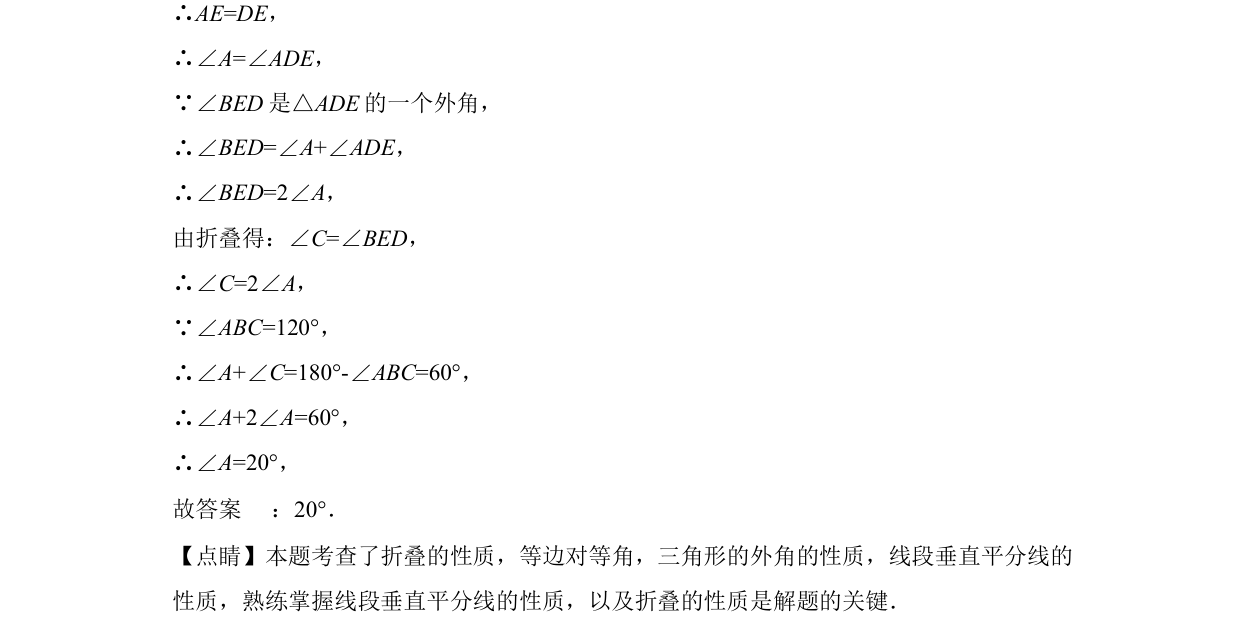 ∴∠AE=DE，
∴∠A=∠ADE，
∵∠BED 是△ADE 的一个外角，
∴∠BED=∠A+∠ADE，
∴∠BED=2∠A，
由折叠得：∠C=∠BED，
∴∠C=2∠A，
∵∠ABC=120°，
∴∠A+∠C=180°-∠ABC=60°，
∴∠A+2∠A=60°，
∴∠A=20°，
故答案 ：20°．
【点睛】本题考查了折叠的性质，等边对等角，三角形的外角的性质，线段垂直平分线的
性质，熟练掌握线段垂直平分线的性质，以及折叠的性质是解题的关键．